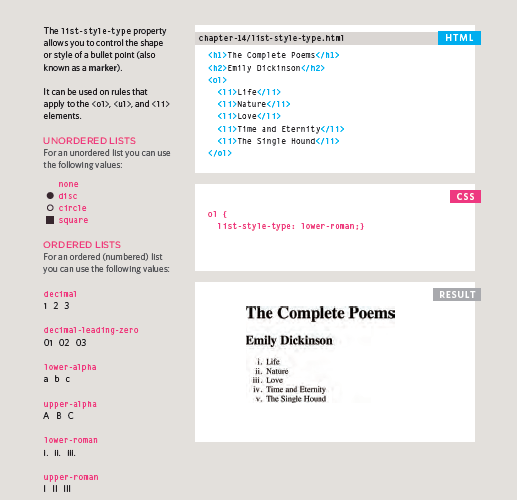 The list-style-type property
allows you to control the shape
or style of a bullet point (also
known as a marker).
It can be used on rules that
apply to the <ol>, <ul>, and <li>
elements.
UNORDERED LISTS
For an unordered list you can use
the following values:
none
disc
circle
square
ORDERED LISTS
For an ordered (numbered) list
you can use the following values:
decimal
1 2 3
decimal-leading-zero
01 02 03
lower-alpha
a b c
upper-alpha
A B C
lower-roman
i. ii. iii.
upper-roman
I II III
chapter-14/list-style-type.html HTML
<h1>The Complete Poems</h1>
<h2>Emily Dickinson</h2>
<ol>
<li>Life</li>
<li>Nature</li>
<li>Love</li>
<li>Time and Eternity</li>
<li>The Single Hound</li>
</ol>
CSS
ol {
list-style-type: lower-roman;}
RESULT
The Complete Poems
Emily Dickinson
i. Life
ii. Nature
iii. Love
iv. Time and Eternity
v. The Single Hound